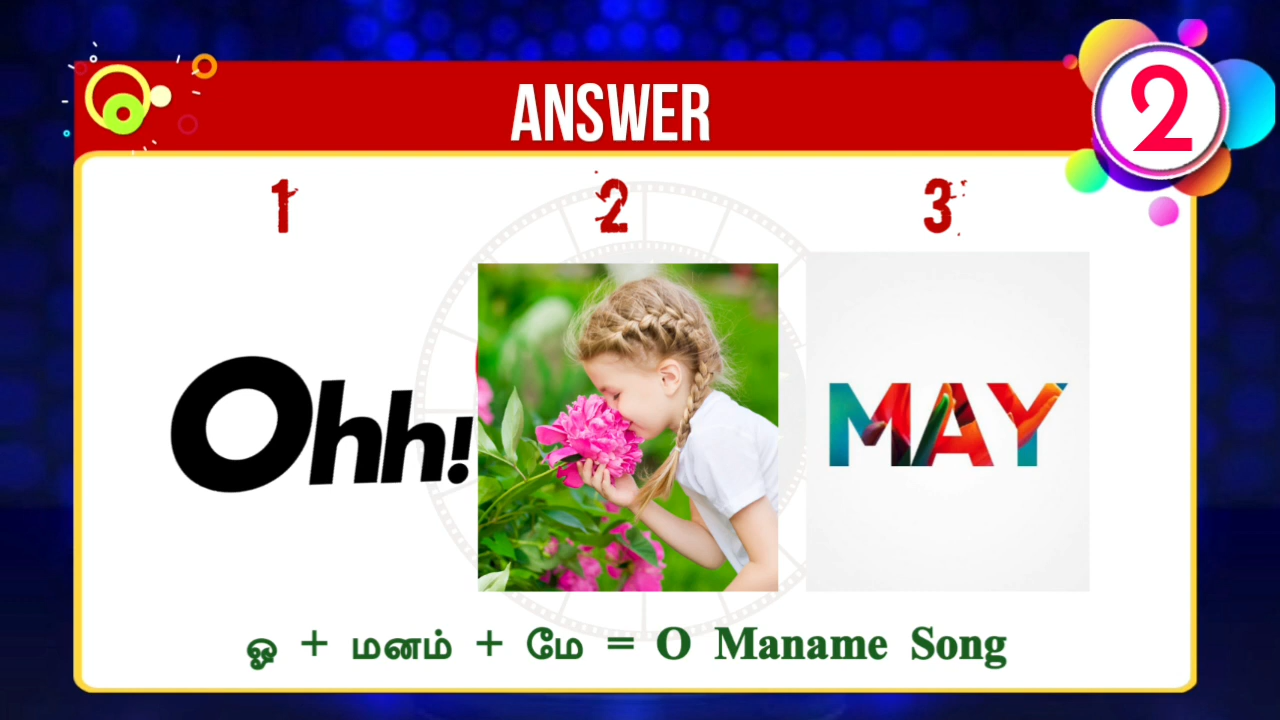 ANSWER
2
1 2 3
Ohh!
MAY
ஓ + மனம் + மே = O Maname Song